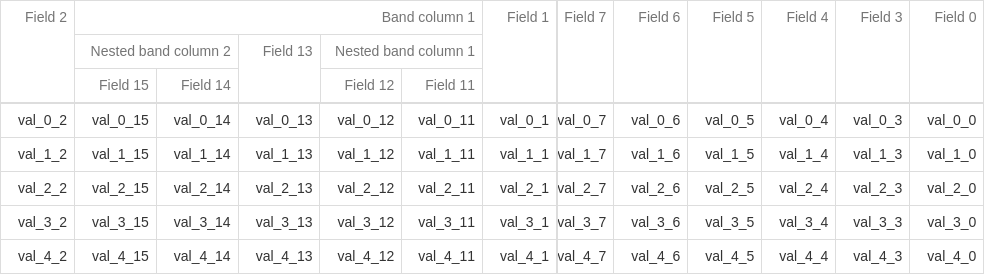 Field 2 Band column 1 Field 1 Field 7 Field 6 Field 5 Field 4 Field 3 Field 0
Nested band column 2 Field 13 Nested band column 1
Field 15 Field 14 Field 12 Field 11
val_0_2 val_0_15 val_0_14 val_0_13 val_0_12 val_0_11 val_0_1 val_0_7 val_0_6 val_0_5 val_0_4 val_0_3 val_0_0
val_1_2 val_1_15 val_1_14 val_1_13 val_1_12 val_1_11 val_1_1 val_1_7 val_1_6 val_1_5 val_1_4 val_1_3 val_1_0
val_2_2 val_2_15 val_2_14 val_2_13 val_2_12 val_2_11 val_2_1 val_2_7 val_2_6 val_2_5 val_2_4 val_2_3 val_2_0
val_3_2 val_3_15 val_3_14 val_3_13 val_3_12 val_3_11 val_3_1 val_3_7 val_3_6 val_3_5 val_3_4 val_3_3 val_3_0
val_4_2 val_4_15 val_4_14 val_4_13 val_4_12 val_4_11 val_4_1 val_4_7 val_4_6 val_4_5 val_4_4 val_4_3 val_4_0